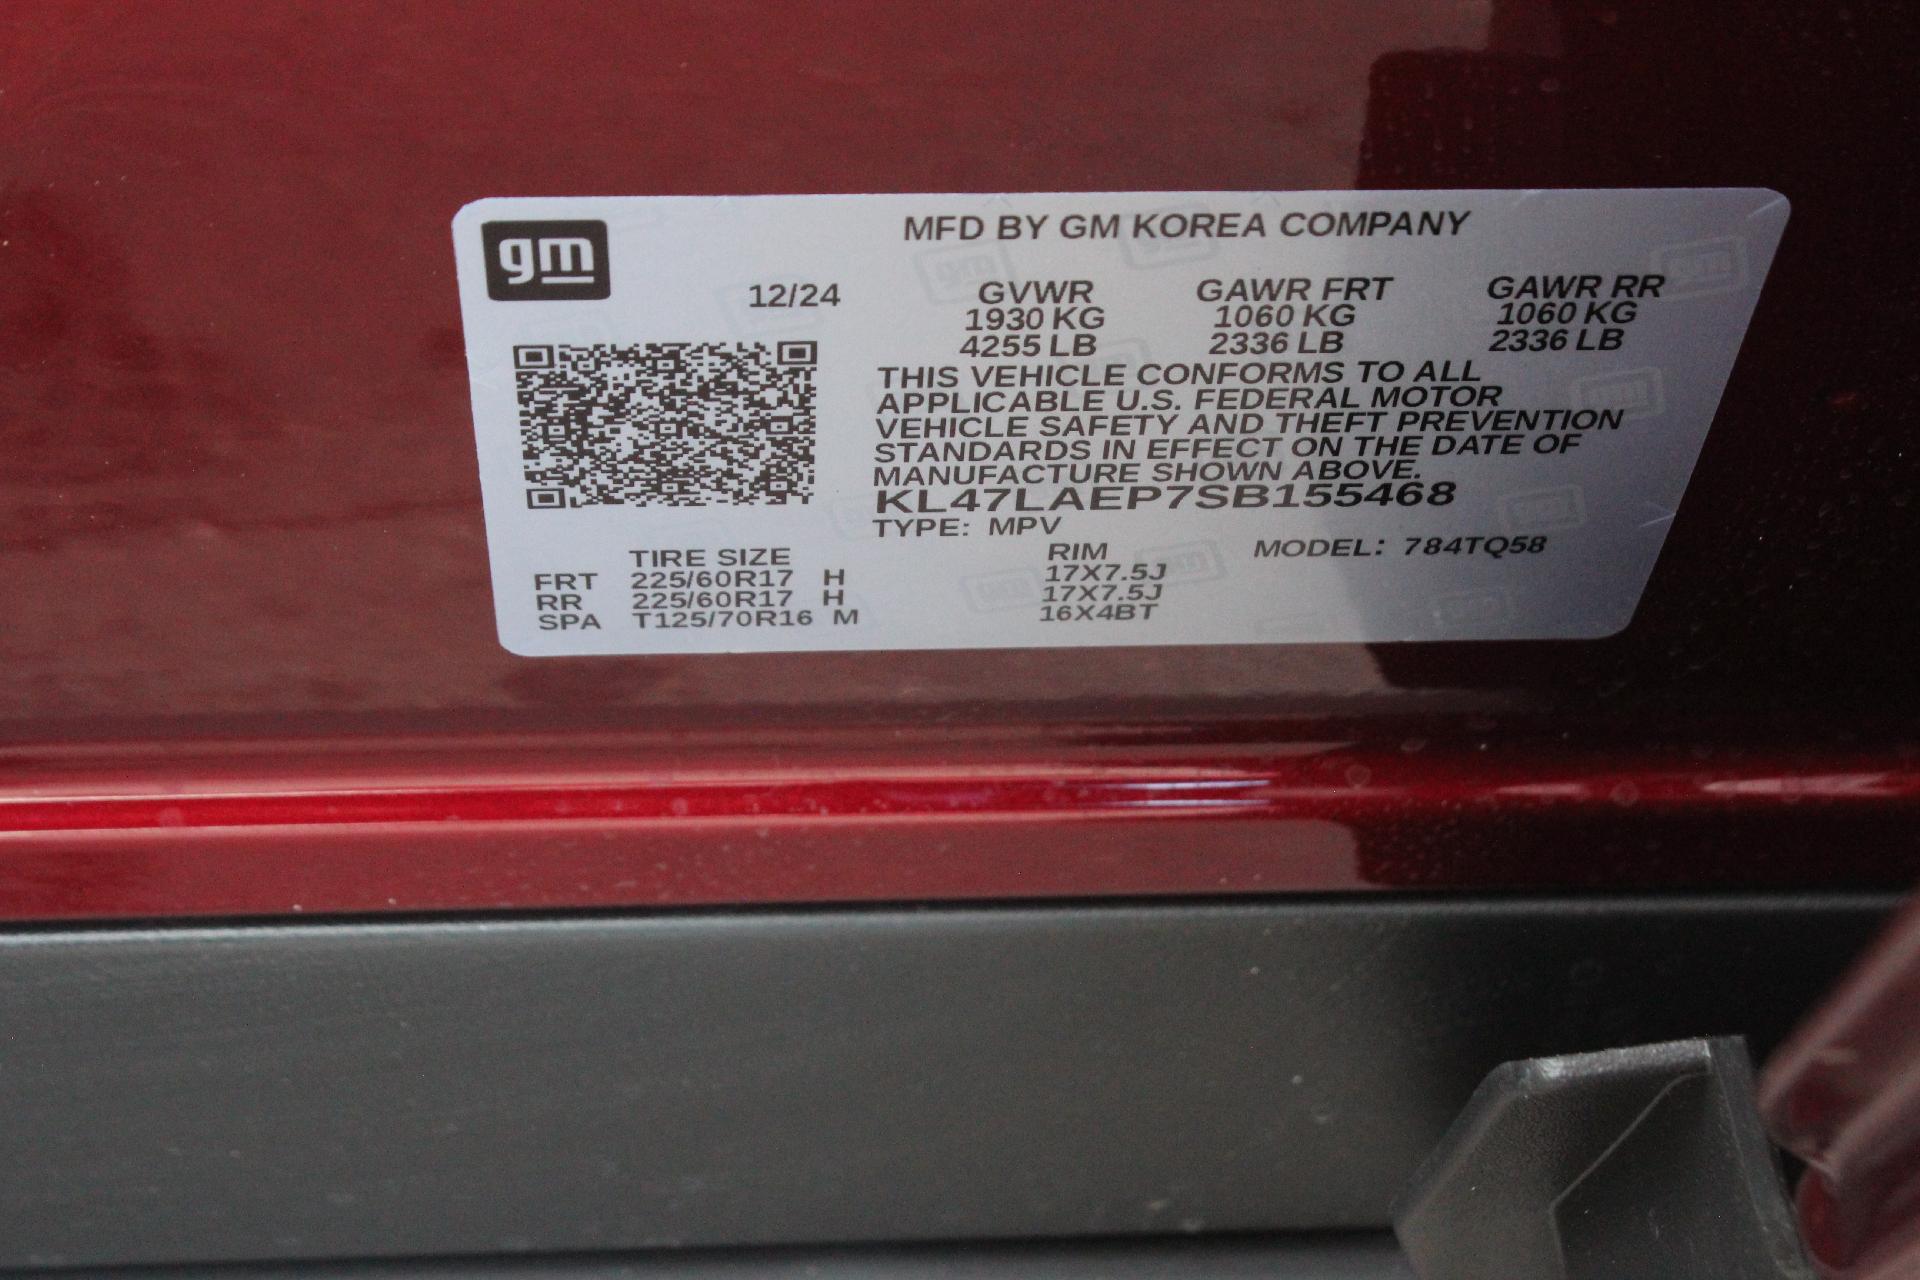 gm
MFD BY GM KOREA COMPANY
12/24 GVWR GAWR FRT GAWR RR
1930 KG 1060 KG 1060 KG
4255 LB 2336 LB 2336 LB
THIS VEHICLE CONFORMS TO ALL
APPLICABLE U.S. FEDERAL MOTOR
VEHICLE SAFETY AND THEFT PREVENTION
STANDARDS IN EFFECT ON THE DATE OF
MANUFACTURE SHOWN ABOVE.
KL47LAEP7SB155468
TYPE: MPV
TIRE SIZE RIM MODEL: 784TQ58
FRT 225/60R17 H 17X7.5J
RR 225/60R17 H 17X7.5J
SPA T125/70R16 M 16X4BT